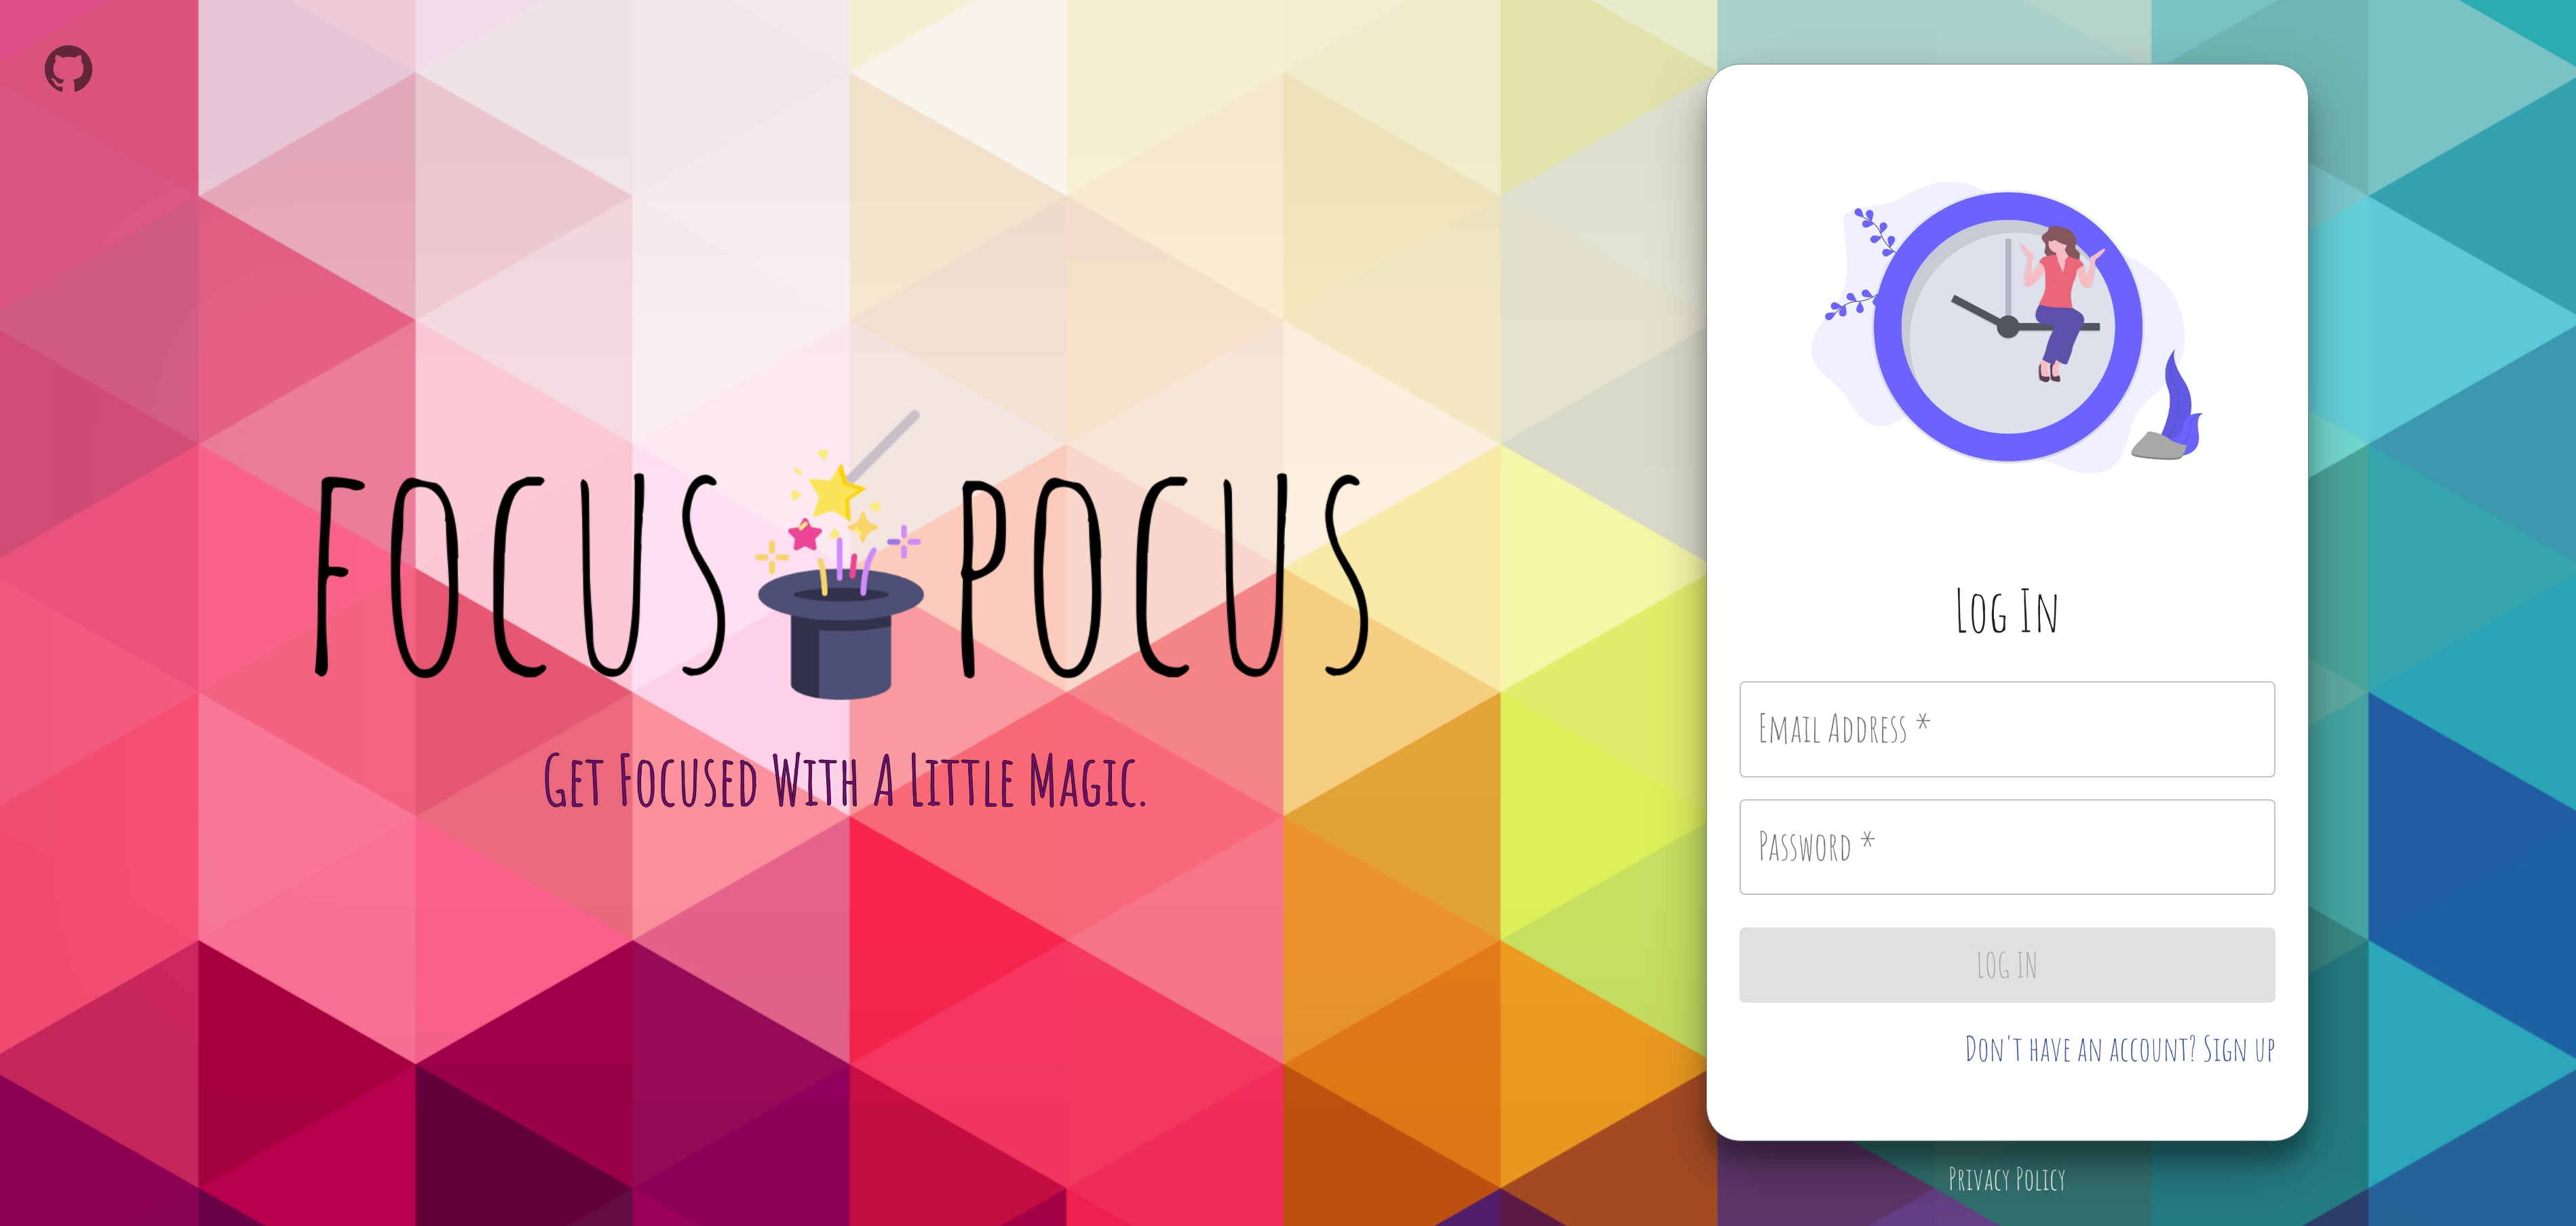 FOCUS POCUS
Get Focused With A Little Magic.
Log In
Email Address *
Password *
LOG IN
Don't have an account? Sign up
Privacy Policy